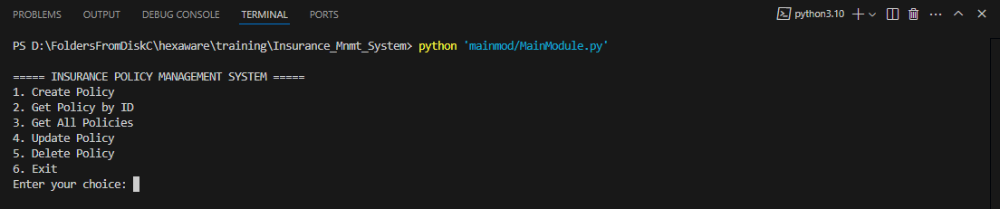 PROBLEMS OUTPUT DEBUG CONSOLE TERMINAL PORTS python3.10
PS D:\FoldersFromDiskC\hexaware\training\Insurance_Mnmt_System> python 'mainmod/MainModule.py'
===== INSURANCE POLICY MANAGEMENT SYSTEM =====
1. Create Policy
2. Get Policy by ID
3. Get All Policies
4. Update Policy
5. Delete Policy
6. Exit
Enter your choice: